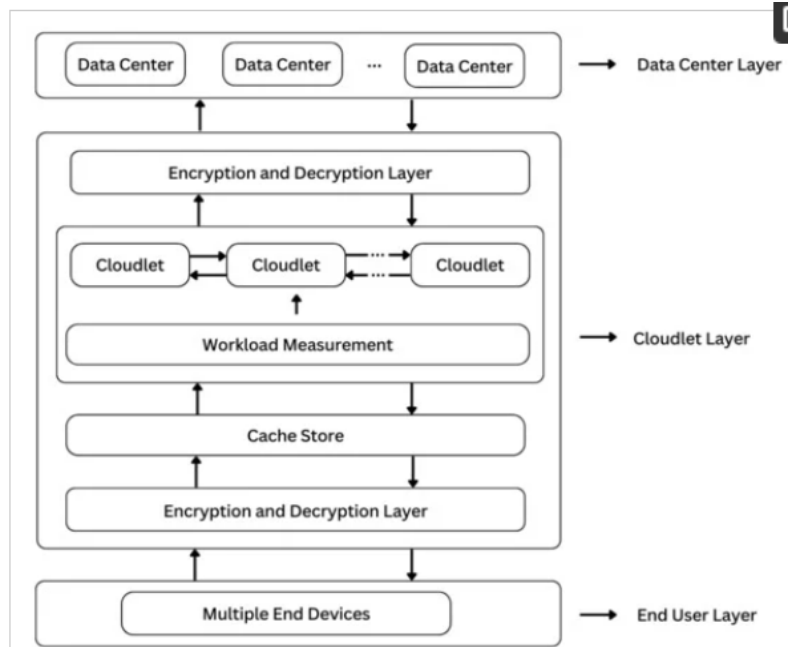 Data Center
Data Center
...
Data Center
Data Center Layer
Encryption and Decryption Layer
Cloudlet
Cloudlet
...
...
Cloudlet
Workload Measurement
Cloudlet Layer
Cache Store
Encryption and Decryption Layer
Multiple End Devices
End User Layer